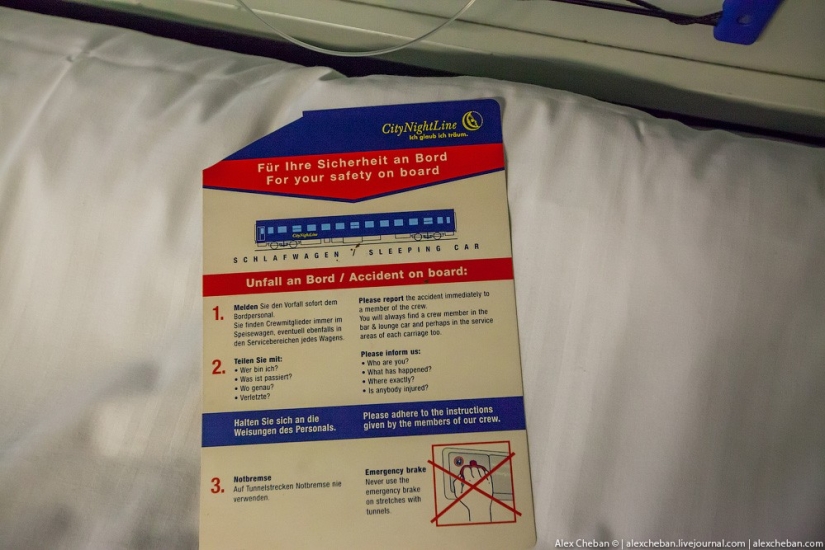 CityNightLine
Ich glaub ich träum.
Für Ihre Sicherheit an Bord
For your safety on board
CityNightLine
SCHLAFWAGEN / SLEEPING CAR
Unfall an Bord / Accident on board:
1.
Melden Sie den Vorfall sofort dem
Bordpersonal.
Sie finden Crewmitglieder immer im
Speisewagen, eventuell ebenfalls in
den Servicebereichen jedes Wagens.
Please report the accident immediately to
a member of the crew.
You will always find a crew member in the
bar & lounge car and perhaps in the service
areas of each carriage too.
2.
Teilen Sie mit:
• Wer bin ich?
• Was ist passiert?
• Wo genau?
• Verletzte?
Please inform us:
• Who are you?
• What has happened?
• Where exactly?
• Is anybody injured?
Halten Sie sich an die
Weisungen des Personals.
Please adhere to the instructions
given by the members of our crew.
3.
Notbremse
Auf Tunnelstrecken Notbremse nie
verwenden.
Emergency brake
Never use the
emergency brake
on stretches with
tunnels.
Alex Cheban © | alexcheban.livejournal.com | alexcheban.com